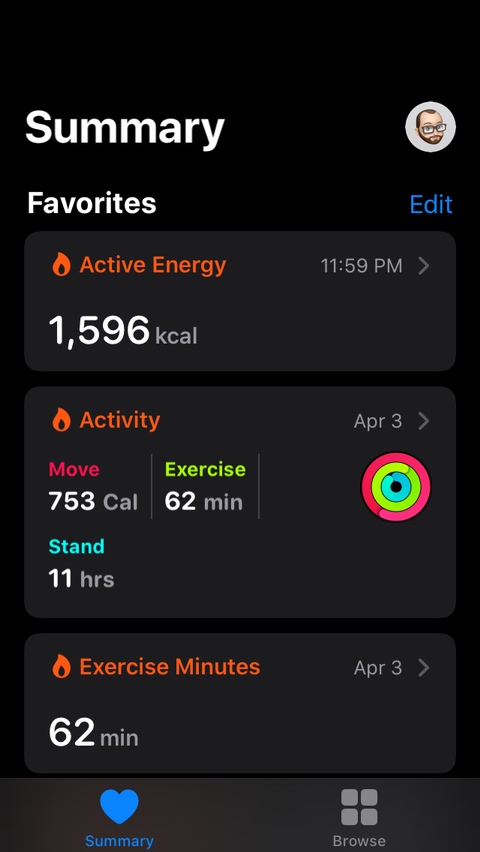 Summary
Favorites
Edit
Active Energy
11:59 PM
1,596 kcal
Activity
Apr 3
Move
Exercise
753 Cal
62 min
Stand
11 hrs
Exercise Minutes
Apr 3
62 min
Summary
Browse